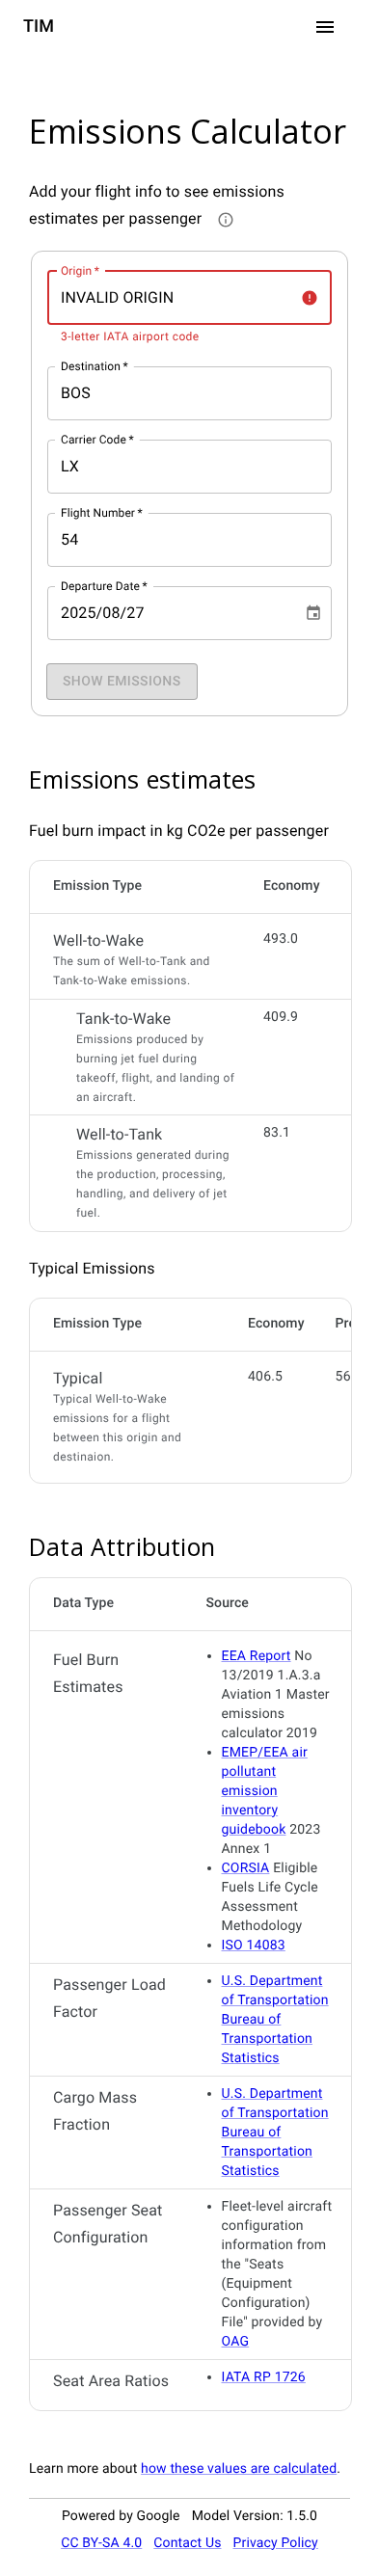 TIM
Emissions Calculator
Add your flight info to see emissions
estimates per passenger
Origin *
INVALID ORIGIN
3-letter IATA airport code
Destination *
BOS
Carrier Code *
LX
Flight Number *
54
Departure Date *
2025/08/27
SHOW EMISSIONS
Emissions estimates
Fuel burn impact in kg CO2e per passenger
Emission Type Economy
Well-to-Wake 493.0
The sum of Well-to-Tank and
Tank-to-Wake emissions.
Tank-to-Wake 409.9
Emissions produced by
burning jet fuel during
takeoff, flight, and landing of
an aircraft.
Well-to-Tank 83.1
Emissions generated during
the production, processing,
handling, and delivery of jet
fuel.
Typical Emissions
Emission Type Economy
Typical 406.5 56
Typical Well-to-Wake
emissions for a flight
between this origin and
destinaion.
Data Attribution
Data Type Source
Fuel Burn
Estimates
• EEA Report No
13/2019 1.A.3.a
Aviation 1 Master
emissions
calculator 2019
• EMEP/EEA air
pollutant
emission
inventory
guidebook 2023
Annex 1
• CORSIA Eligible
Fuels Life Cycle
Assessment
Methodology
• ISO 14083
Passenger Load
Factor
• U.S. Department
of Transportation
Bureau of
Transportation
Statistics
Cargo Mass
Fraction
• U.S. Department
of Transportation
Bureau of
Transportation
Statistics
Passenger Seat
Configuration
• Fleet-level aircraft
configuration
information from
the "Seats
(Equipment
Configuration)
File" provided by
OAG
Seat Area Ratios
• IATA RP 1726
Learn more about how these values are calculated.
Powered by Google Model Version: 1.5.0
CC BY-SA 4.0 Contact Us Privacy Policy